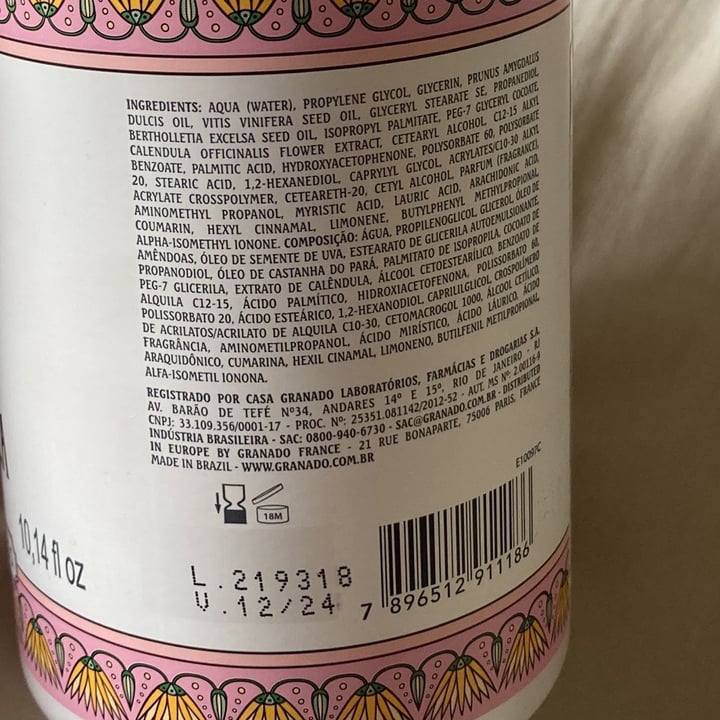 INGREDIENTS: AQUA (WATER), PROPYLENE GLYCOL, GLYCERIN, PRUNUS AMYGDALUS
DULCIS OIL, VITIS VINIFERA SEED OIL, GLYCERYL STEARATE SE, PROPANEDIOL,
BERTHOLLETIA EXCELSA SEED OIL, ISOPROPYL PALMITATE, PEG-7 GLYCERYL COCOATE,
CALENDULA OFFICINALIS FLOWER EXTRACT, CETEARYL ALCOHOL, C12-15 ALKYL
BENZOATE, PALMITIC ACID, HYDROXYACETOPHENONE, POLYSORBATE 60, POLYSORBATE
20, STEARIC ACID, 1,2-HEXANEDIOL, CAPRYLYL GLYCOL, ACRYLATES/C10-30 ALKYL
ACRYLATE CROSSPOLYMER, CETEARETH-20, CETYL ALCOHOL, PARFUM (FRAGRANCE),
AMINOMETHYL PROPANOL, MYRISTIC ACID, LAURIC ACID, ARACHIDONIC ACID,
COUMARIN, HEXYL CINNAMAL, LIMONENE, BUTYLPHENYL METHYLPROPIONAL,
ALPHA-ISOMETHYL IONONE. COMPOSIÇÃO: ÁGUA, PROPILENOGLICOL, GLICEROL, ÓLEO DE
AMÊNDOAS, ÓLEO DE SEMENTE DE UVA, ESTEARATO DE GLICERILA AUTOEMULSIONANTE,
PROPANODIOL, ÓLEO DE CASTANHA DO PARÁ, PALMITATO DE ISOPROPILA, COCOATO DE
PEG-7 GLICERILA, EXTRATO DE CALÊNDULA, ÁLCOOL CETOESTEARÍLICO, BENZOATO DE
ALQUILA C12-15, ÁCIDO PALMÍTICO, HIDROXIACETOFENONA, POLISSORBATO 60,
POLISSORBATO 20, ÁCIDO ESTEÁRICO, 1,2-HEXANODIOL, CAPRILILGLICOL, CROSPOLÍMERO
DE ACRILATOS/ACRILATO DE ALQUILA C10-30, CETOMACROGOL 1000, ÁLCOOL CETÍLICO,
FRAGRÂNCIA, AMINOMETILPROPANOL, ÁCIDO MIRÍSTICO, ÁCIDO LÁURICO, ÁCIDO
ARAQUIDÔNICO, CUMARINA, HEXIL CINAMAL, LIMONENO, BUTILFENIL METILPROPIONAL,
ALFA-ISOMETIL IONONA.
REGISTRADO POR CASA GRANADO LABORATÓRIOS, FARMÁCIAS E DROGARIAS S.A.
AV. BARÃO DE TEFÉ Nº34, ANDARES 14º E 15º, RIO DE JANEIRO - RJ
CNPJ: 33.109.356/0001-17 - PROC. Nº: 25351.081142/2012-52 - AUT. MS Nº: 2.00116-9
INDÚSTRIA BRASILEIRA - SAC: 0800-940-6730 - SAC@GRANADO.COM.BR - DISTRIBUTED
IN EUROPE BY GRANADO FRANCE - 21 RUE BONAPARTE, 75006 PARIS, FRANCE
MADE IN BRAZIL - WWW.GRANADO.COM.BR
E10097C
18M
10,14 fl oz
L.219318
V.12/24
7 896512 911186